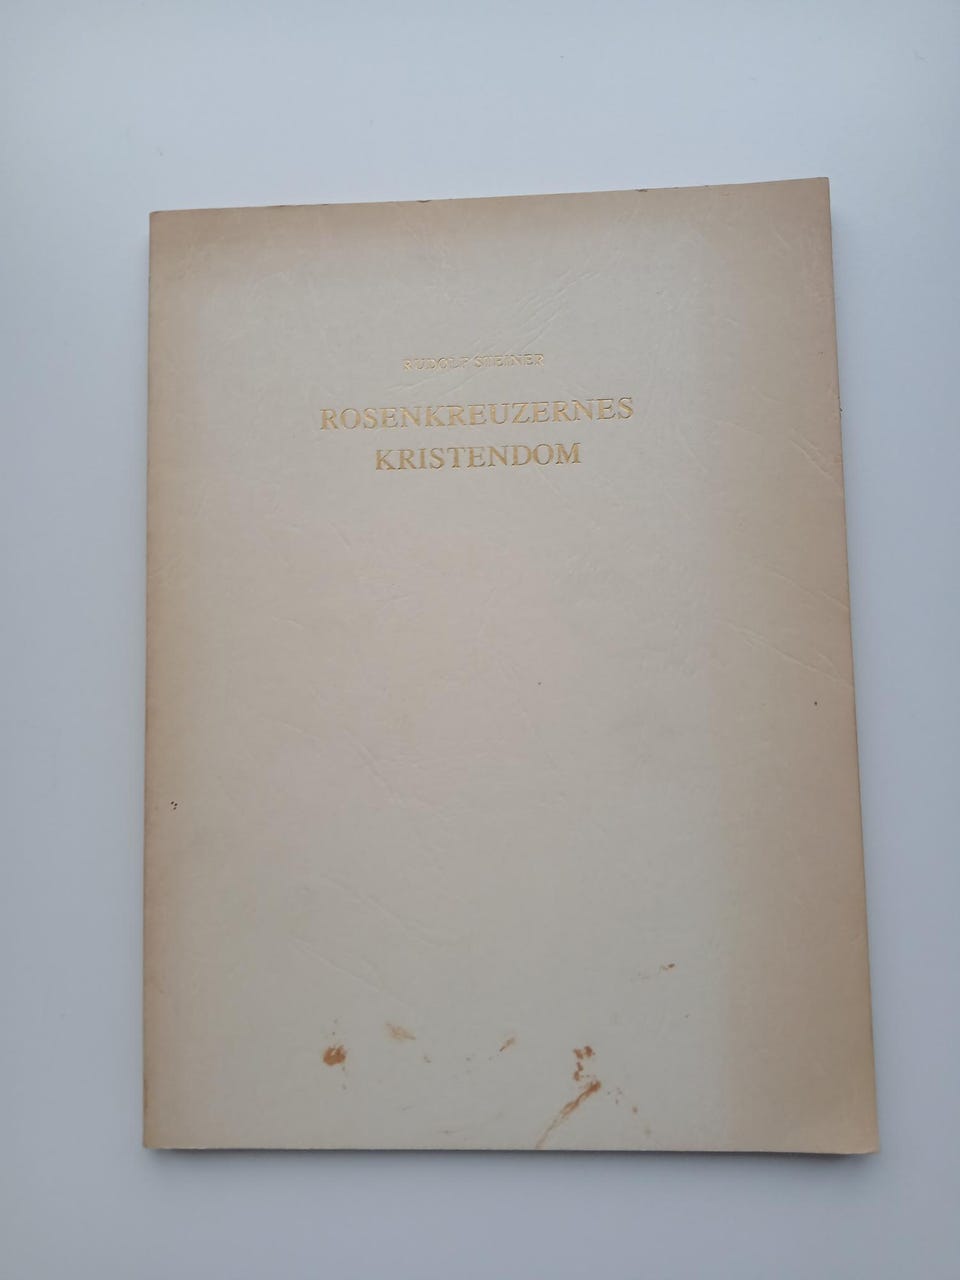 RUDOLF STEINER
ROSENKREUZERNES
KRISTENDOM